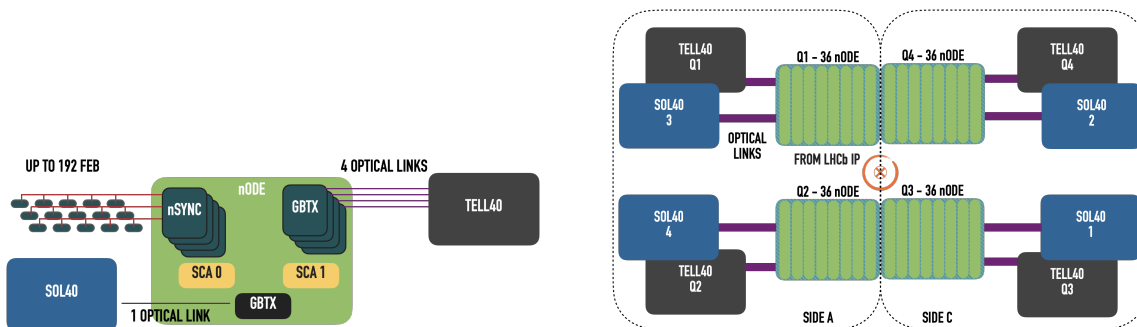 UP TO 192 FEB
nODE
4 OPTICAL LINKS
nSYNC
GBTX
TELL40
SCA 0
SCA 1
SOL40
GBTX
1 OPTICAL LINK
TELL40
Q1
Q1 - 36 nODE
Q4 - 36 nODE
TELL40
Q4
SOL40
3
SOL40
2
OPTICAL
LINKS
FROM LHCb IP
Q2 - 36 nODE
Q3 - 36 nODE
SOL40
4
SOL40
1
TELL40
Q2
TELL40
Q3
SIDE A
SIDE C